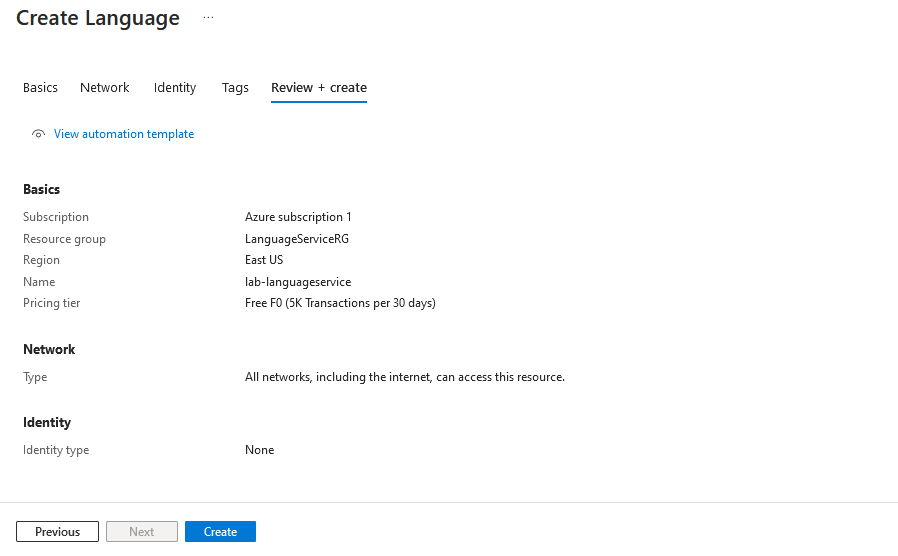 Create Language ...
Basics Network Identity Tags Review + create
View automation template
Basics
Subscription Azure subscription 1
Resource group LanguageServiceRG
Region East US
Name lab-languageservice
Pricing tier Free F0 (5K Transactions per 30 days)
Network
Type All networks, including the internet, can access this resource.
Identity
Identity type None
Previous Next Create